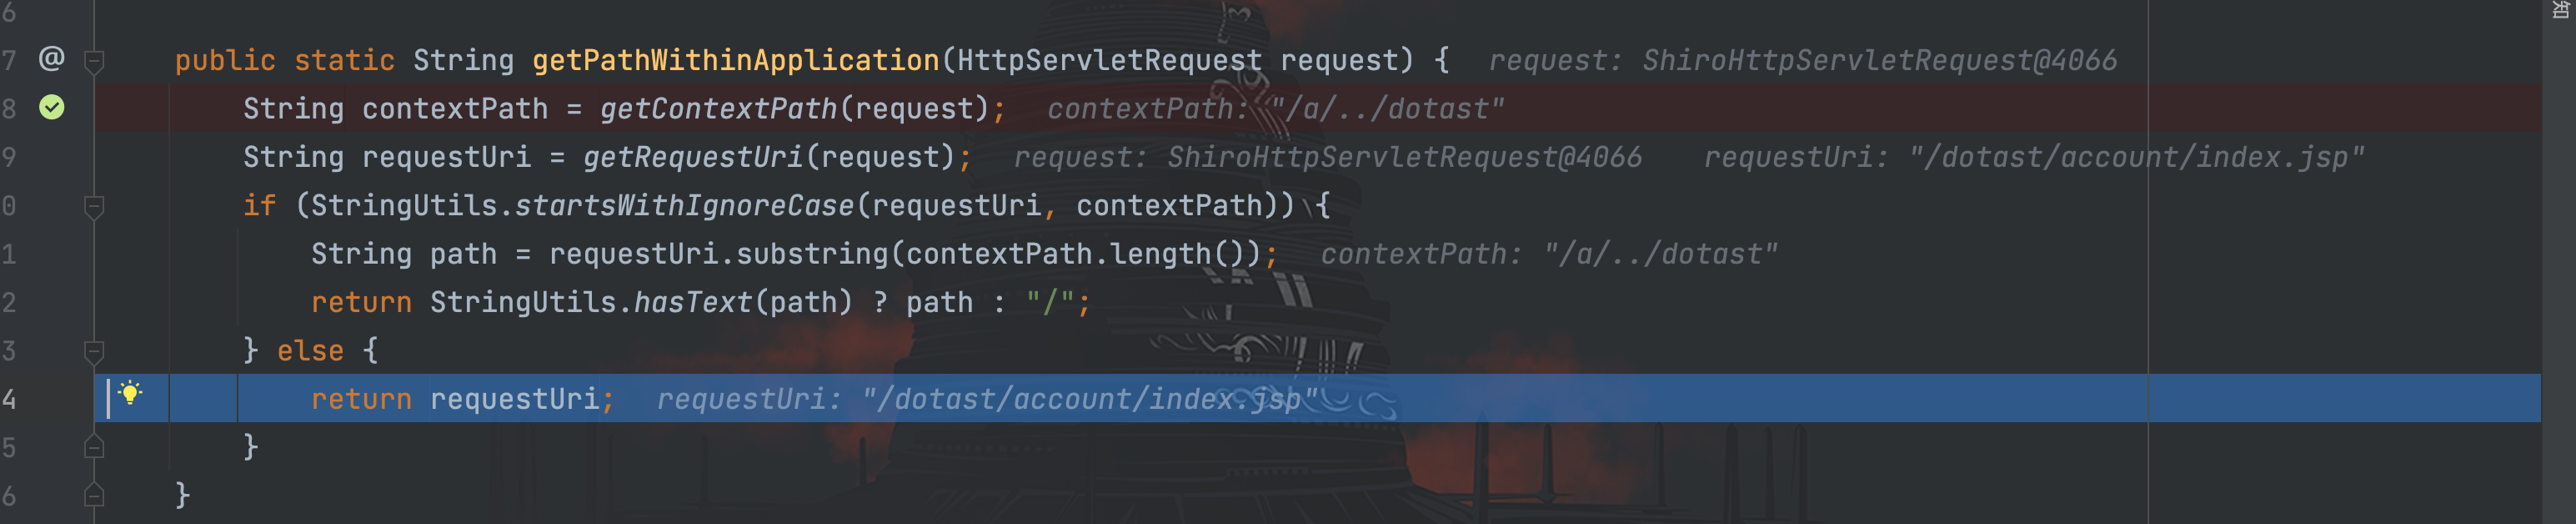 6
7 @ public static String getPathWithinApplication(HttpServletRequest request) { request: ShiroHttpServletRequest@4066
8 String contextPath = getContextPath(request); contextPath: "/a/../dotast"
9 String requestUri = getRequestUri(request); request: ShiroHttpServletRequest@4066 requestUri: "/dotast/account/index.jsp"
0 if (StringUtils.startsWithIgnoreCase(requestUri, contextPath)) {
1 String path = requestUri.substring(contextPath.length()); contextPath: "/a/../dotast"
2 return StringUtils.hasText(path) ? path : "/";
3 } else {
4 return requestUri; requestUri: "/dotast/account/index.jsp"
5 }
6 }
知